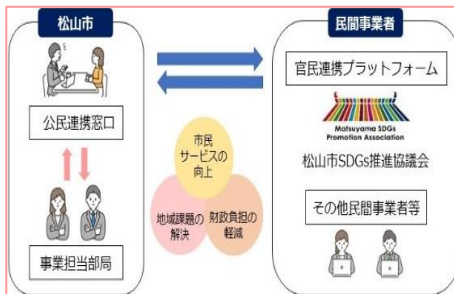 松山市
公民連携窓口
事業担当部局
市民
サービスの
向上
地域課題の
解決
財政負担の
軽減
民間事業者
官民連携プラットフォーム
Matsuyama SDGs
Promotion Association
松山市SDGs推進協議会
その他民間事業者等